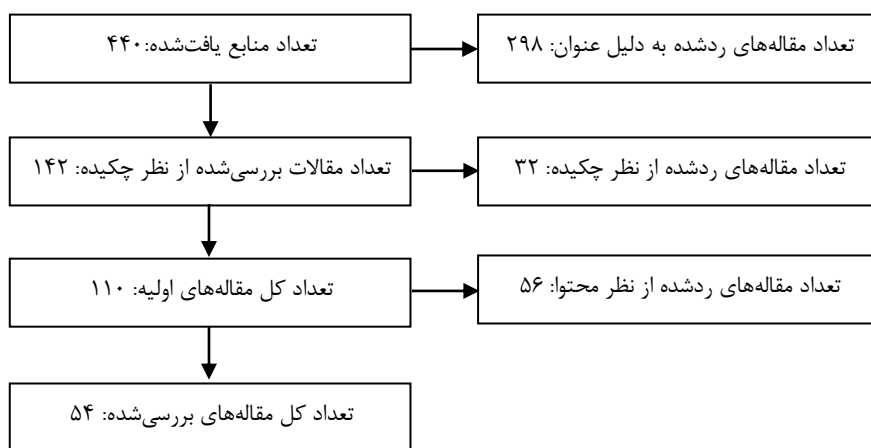 تعداد منابع یافت‌شده: ۴۴۰
تعداد مقاله‌های ردشده به دلیل عنوان: ۲۹۸
تعداد مقالات بررسی‌شده از نظر چکیده: ۱۴۲
تعداد مقاله‌های ردشده از نظر چکیده: ۳۲
تعداد کل مقاله‌های اولیه: ۱۱۰
تعداد مقاله‌های ردشده از نظر محتوا: ۵۶
تعداد کل مقاله‌های بررسی‌شده: ۵۴